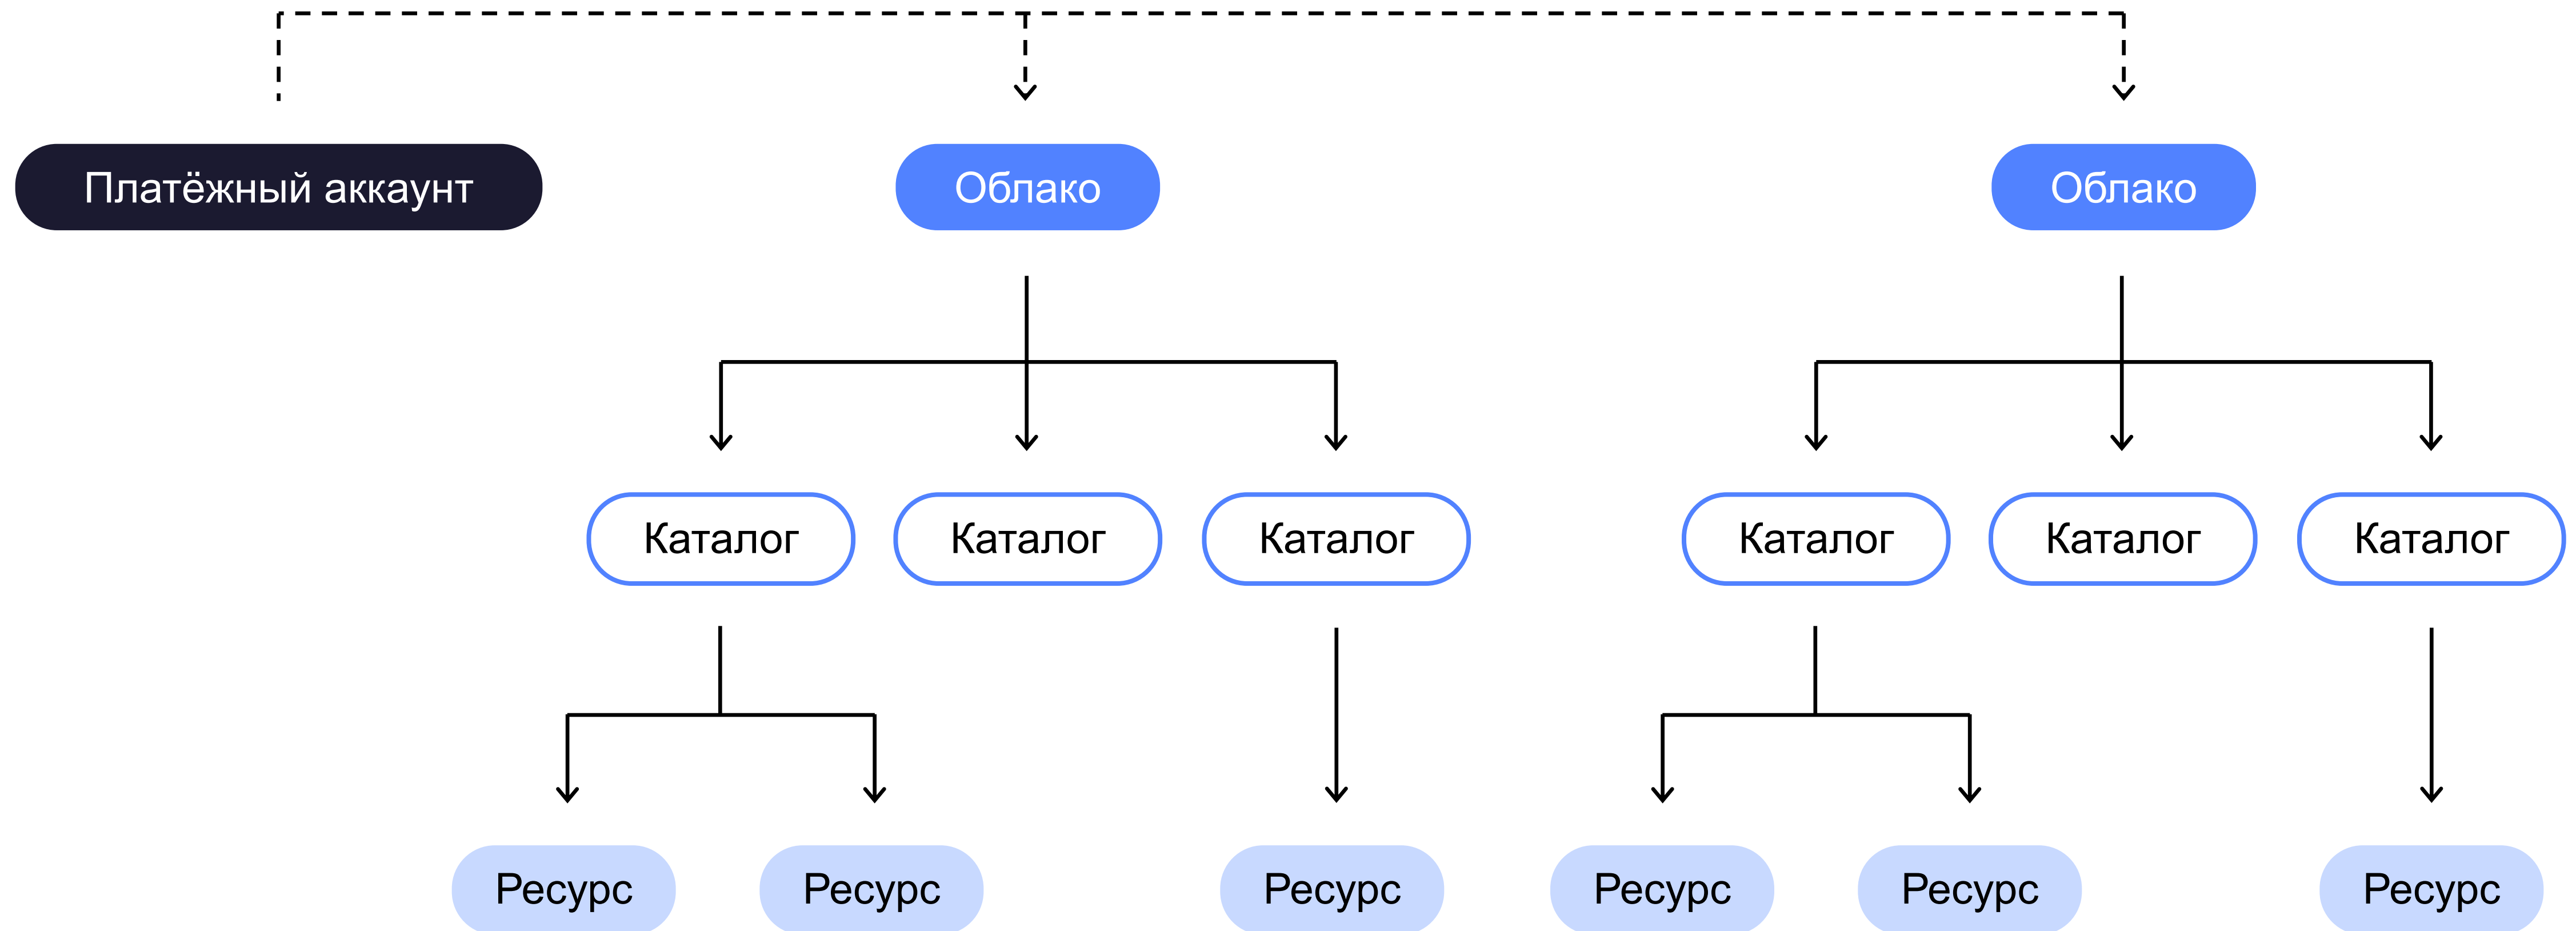 Платёжный аккаунт
Облако
Облако
Каталог
Каталог
Каталог
Каталог
Каталог
Каталог
Ресурс
Ресурс
Ресурс
Ресурс
Ресурс
Ресурс